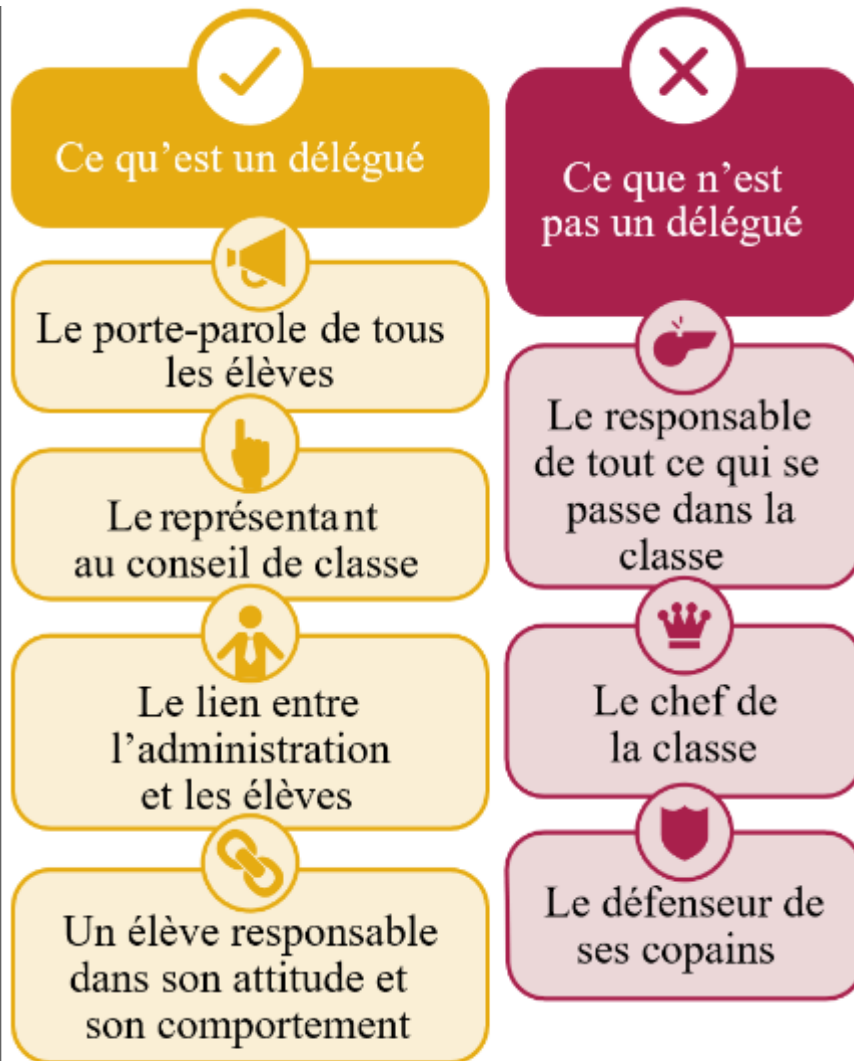 Ce qu’est un délégué
Le porte-parole de tous
les élèves
Le représentant
au conseil de classe
Le lien entre
l’administration
et les élèves
Un élève responsable
dans son attitude et
son comportement
Ce que n’est
pas un délégué
Le responsable
de tout ce qui se
passe dans la
classe
Le chef de
la classe
Le défenseur de
ses copains